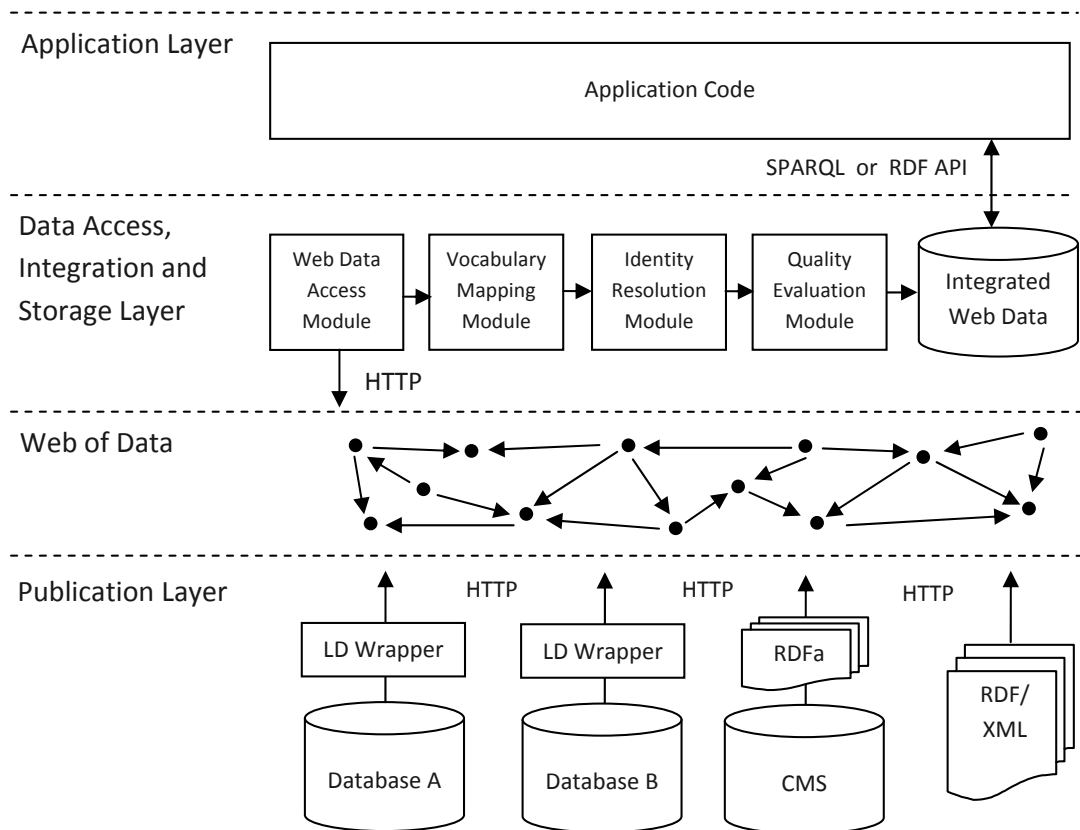 Application Layer
Application Code
SPARQL or RDF API
Data Access,
Integration and
Storage Layer
Web Data
Access
Module
Vocabulary
Mapping
Module
Identity
Resolution
Module
Quality
Evaluation
Module
Integrated
Web Data
HTTP
Web of Data
Publication Layer
HTTP
HTTP
HTTP
LD Wrapper
LD Wrapper
RDFa
RDF/
XML
Database A
Database B
CMS